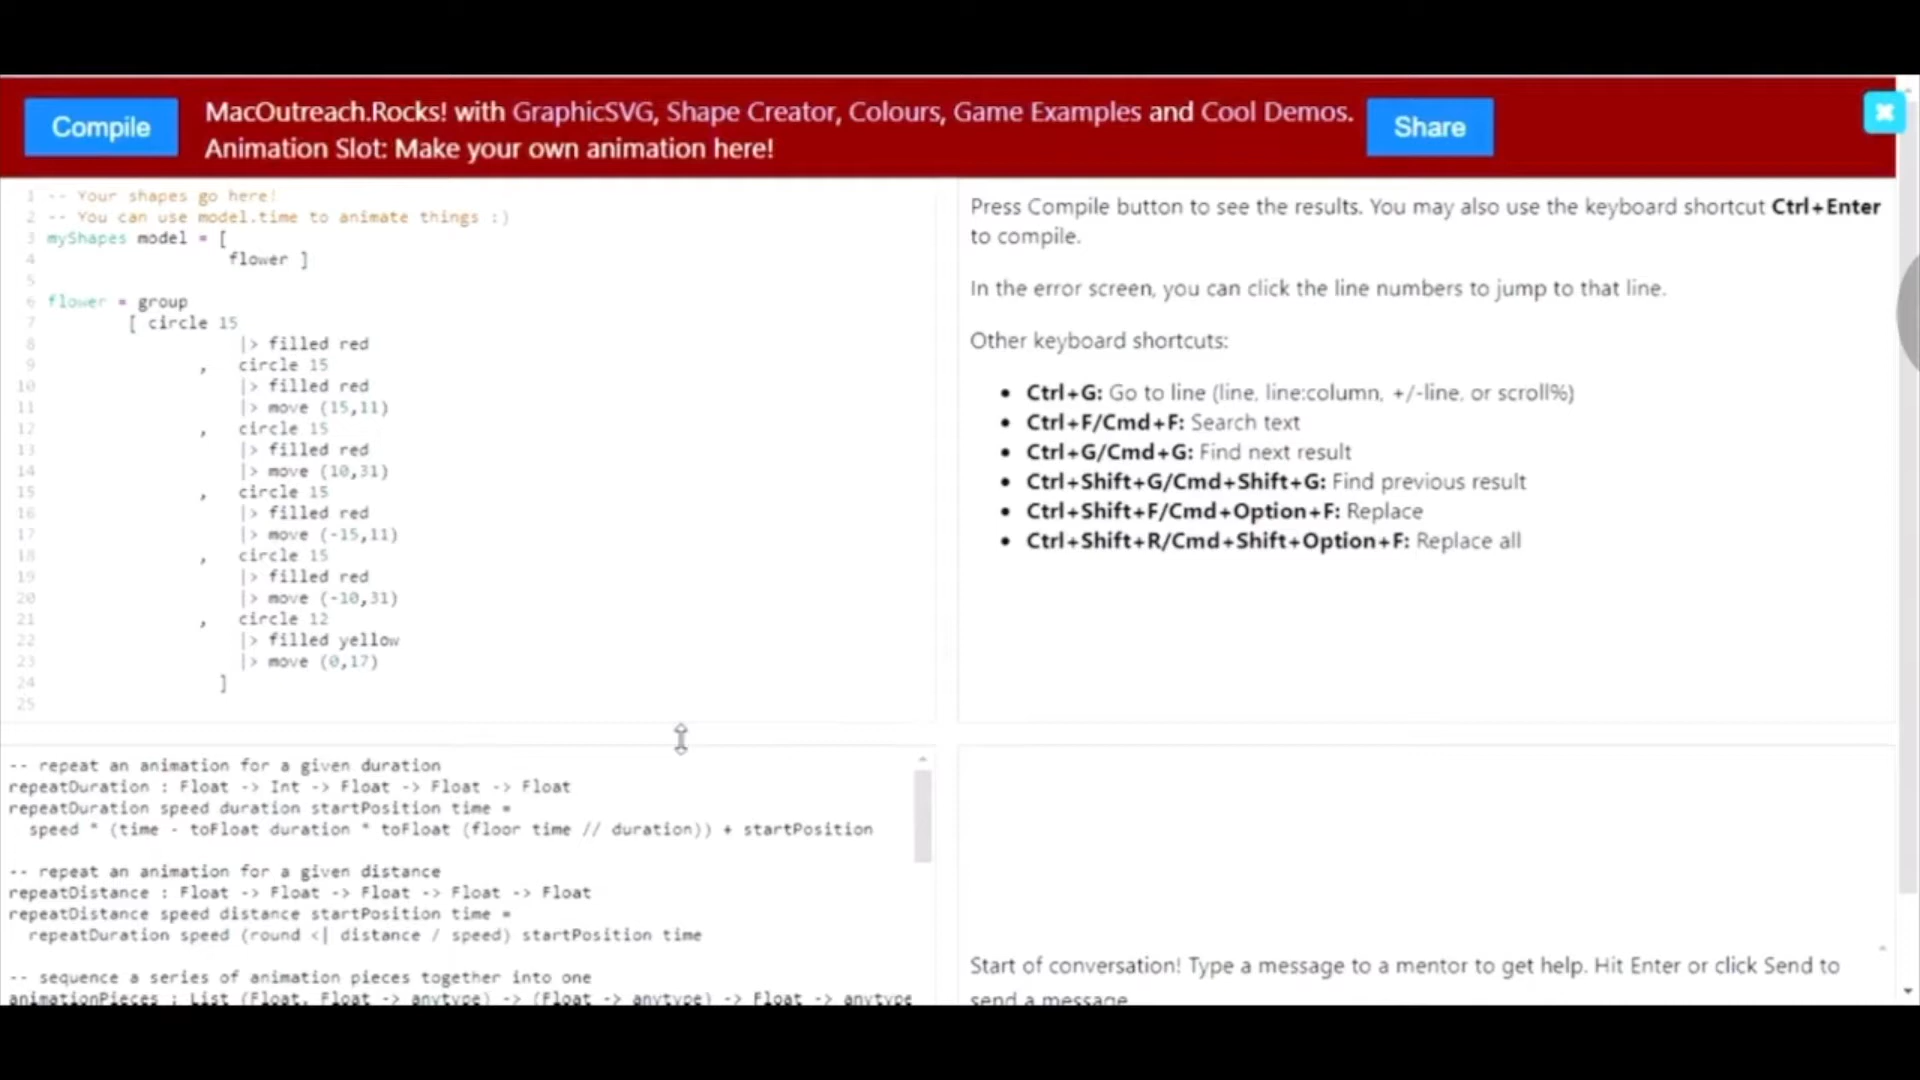 Compile
MacOutreach.Rocks! with GraphicSVG, Shape Creator, Colours, Game Examples and Cool Demos.
Animation Slot: Make your own animation here!
Share
1 -- Your shapes go here!
2 -- You can use model.time to animate things :)
3 myShapes model = [
4 flower ]
5
6 flower = group
7 [ circle 15
8 |> filled red
9 , circle 15
10 |> filled red
11 |> move (15,11)
12 , circle 15
13 |> filled red
14 |> move (10,31)
15 , circle 15
16 |> filled red
17 |> move (-15,11)
18 , circle 15
19 |> filled red
20 |> move (-10,31)
21 , circle 12
22 |> filled yellow
23 |> move (0,17)
24 ]
25
Press Compile button to see the results. You may also use the keyboard shortcut Ctrl+Enter
to compile.
In the error screen, you can click the line numbers to jump to that line.
Other keyboard shortcuts:
• Ctrl+G: Go to line (line, line:column, +/-line, or scroll%)
• Ctrl+F/Cmd+F: Search text
• Ctrl+G/Cmd+G: Find next result
• Ctrl+Shift+G/Cmd+Shift+G: Find previous result
• Ctrl+Shift+F/Cmd+Option+F: Replace
• Ctrl+Shift+R/Cmd+Shift+Option+F: Replace all
-- repeat an animation for a given duration
repeatDuration : Float -> Int -> Float -> Float -> Float
repeatDuration speed duration startPosition time =
speed * (time - toFloat duration * toFloat (floor time // duration)) + startPosition
-- repeat an animation for a given distance
repeatDistance : Float -> Float -> Float -> Float -> Float
repeatDistance speed distance startPosition time =
repeatDuration speed (round <| distance / speed) startPosition time
-- sequence a series of animation pieces together into one
animationPieces : List (Float, Float -> anytype) -> (Float -> anytype) -> Float -> anytype
Start of conversation! Type a message to a mentor to get help. Hit Enter or click Send to
send a message